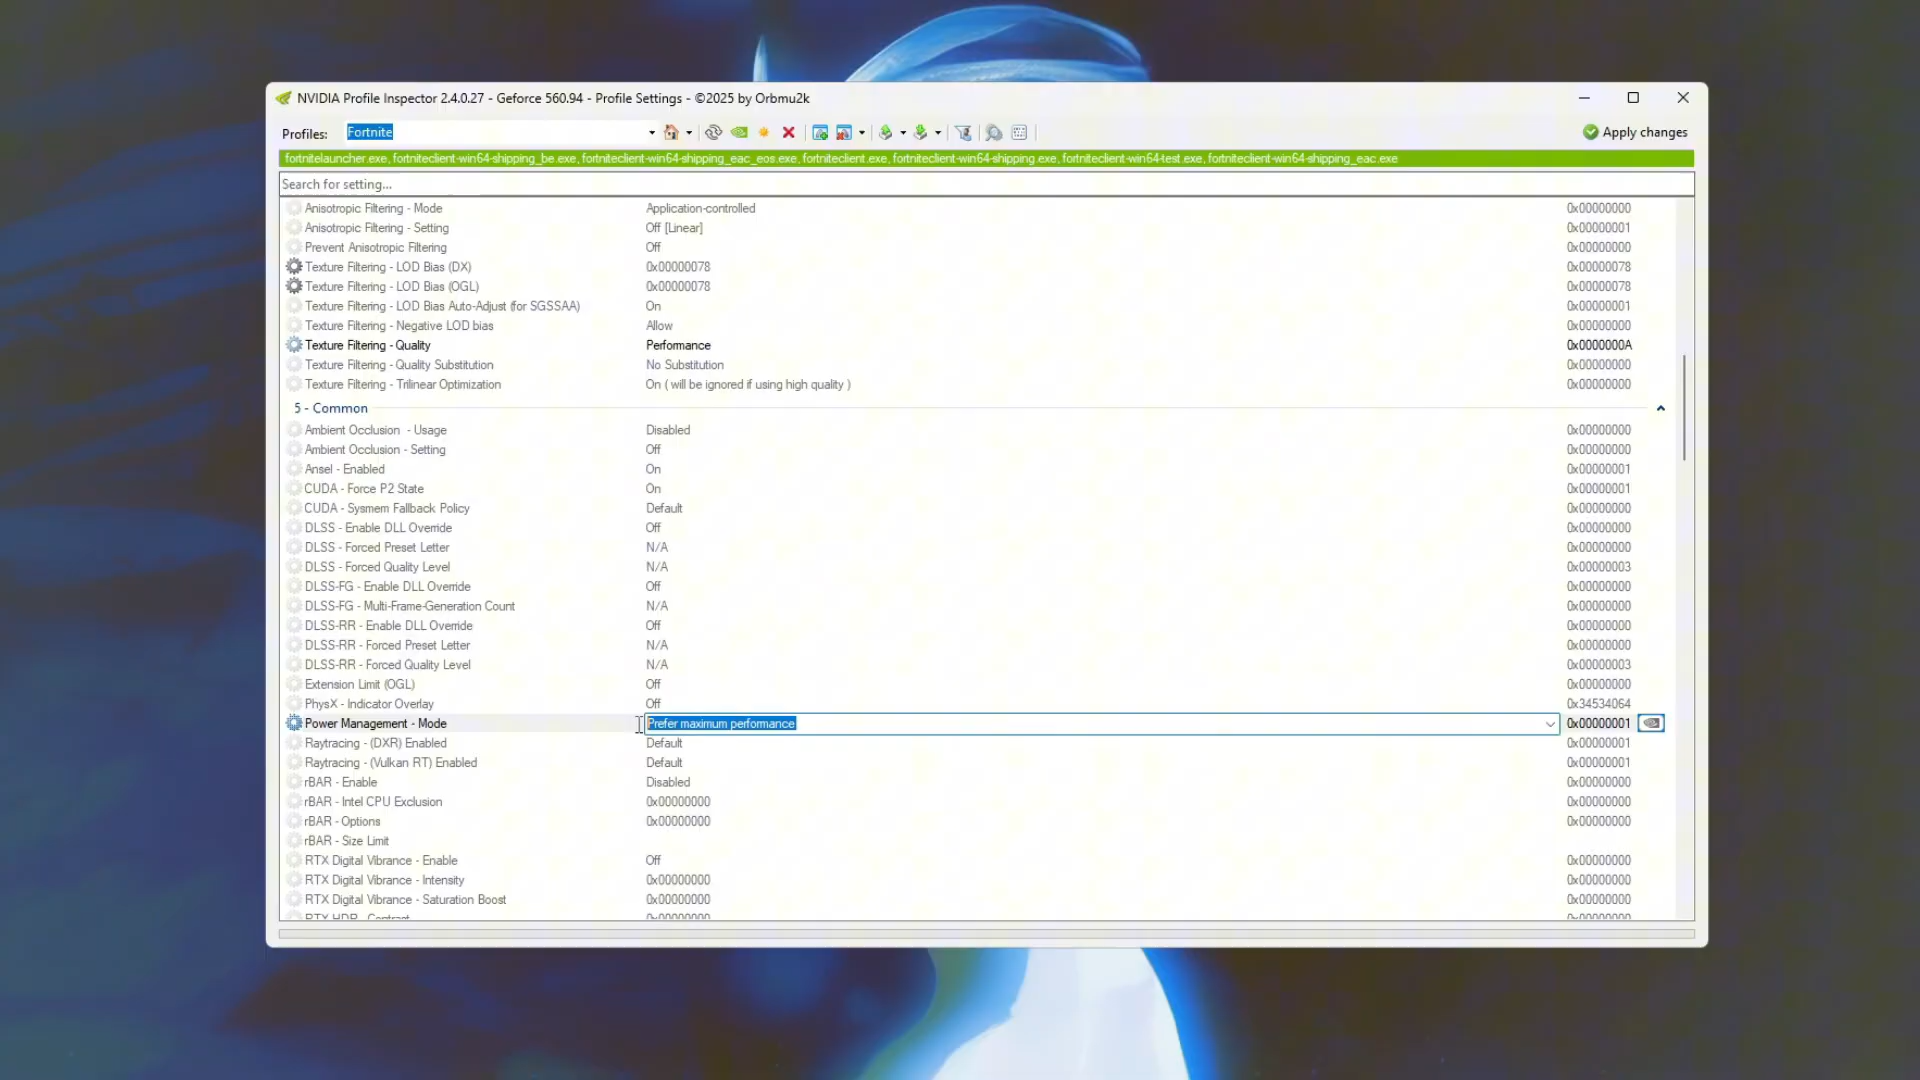 NVIDIA Profile Inspector 2.4.0.27 - Geforce 560.94 - Profile Settings - ©2025 by Orbmu2k
Profiles: Fortnite Apply changes
fortnitelauncher.exe, fortniteclient-win64-shipping_be.exe, fortniteclient-win64-shipping_eac_eos.exe, fortniteclient.exe, fortniteclient-win64-shipping.exe, fortniteclient-win64-test.exe, fortniteclient-win64-shipping_eac.exe
Search for setting...
Anisotropic Filtering - Mode Application-controlled 0x00000000
Anisotropic Filtering - Setting Off [Linear] 0x00000001
Prevent Anisotropic Filtering Off 0x00000000
Texture Filtering - LOD Bias (DX) 0x00000078 0x00000078
Texture Filtering - LOD Bias (OGL) 0x00000078 0x00000078
Texture Filtering - LOD Bias Auto-Adjust (for SGSSAA) On 0x00000001
Texture Filtering - Negative LOD bias Allow 0x00000000
Texture Filtering - Quality Performance 0x0000000A
Texture Filtering - Quality Substitution No Substitution 0x00000000
Texture Filtering - Trilinear Optimization On ( will be ignored if using high quality ) 0x00000000
5 - Common
Ambient Occlusion - Usage Disabled 0x00000000
Ambient Occlusion - Setting Off 0x00000000
Ansel - Enabled On 0x00000001
CUDA - Force P2 State On 0x00000001
CUDA - Sysmem Fallback Policy Default 0x00000000
DLSS - Enable DLL Override Off 0x00000000
DLSS - Forced Preset Letter N/A 0x00000000
DLSS - Forced Quality Level N/A 0x00000003
DLSS-FG - Enable DLL Override Off 0x00000000
DLSS-FG - Multi-Frame-Generation Count N/A 0x00000000
DLSS-RR - Enable DLL Override Off 0x00000000
DLSS-RR - Forced Preset Letter N/A 0x00000000
DLSS-RR - Forced Quality Level N/A 0x00000003
Extension Limit (OGL) Off 0x00000000
PhysX - Indicator Overlay Off 0x34534064
Power Management - Mode Prefer maximum performance 0x00000001
Raytracing - (DXR) Enabled Default 0x00000001
Raytracing - (Vulkan RT) Enabled Default 0x00000001
rBAR - Enable Disabled 0x00000000
rBAR - Intel CPU Exclusion 0x00000000 0x00000000
rBAR - Options 0x00000000 0x00000000
rBAR - Size Limit
RTX Digital Vibrance - Enable Off 0x00000000
RTX Digital Vibrance - Intensity 0x00000000 0x00000000
RTX Digital Vibrance - Saturation Boost 0x00000000 0x00000000
RTX HDR - Contrast 0x00000000 0x00000000